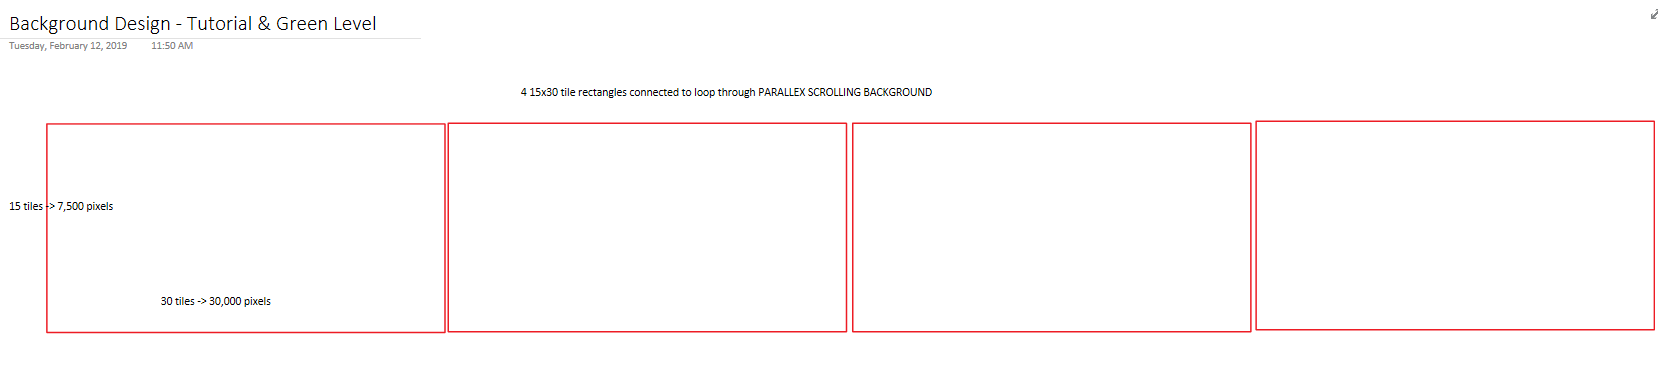 Background Design - Tutorial & Green Level
Tuesday, February 12, 2019 11:50 AM
4 15x30 tile rectangles connected to loop through PARALLEX SCROLLING BACKGROUND
15 tiles -> 7,500 pixels
30 tiles -> 30,000 pixels